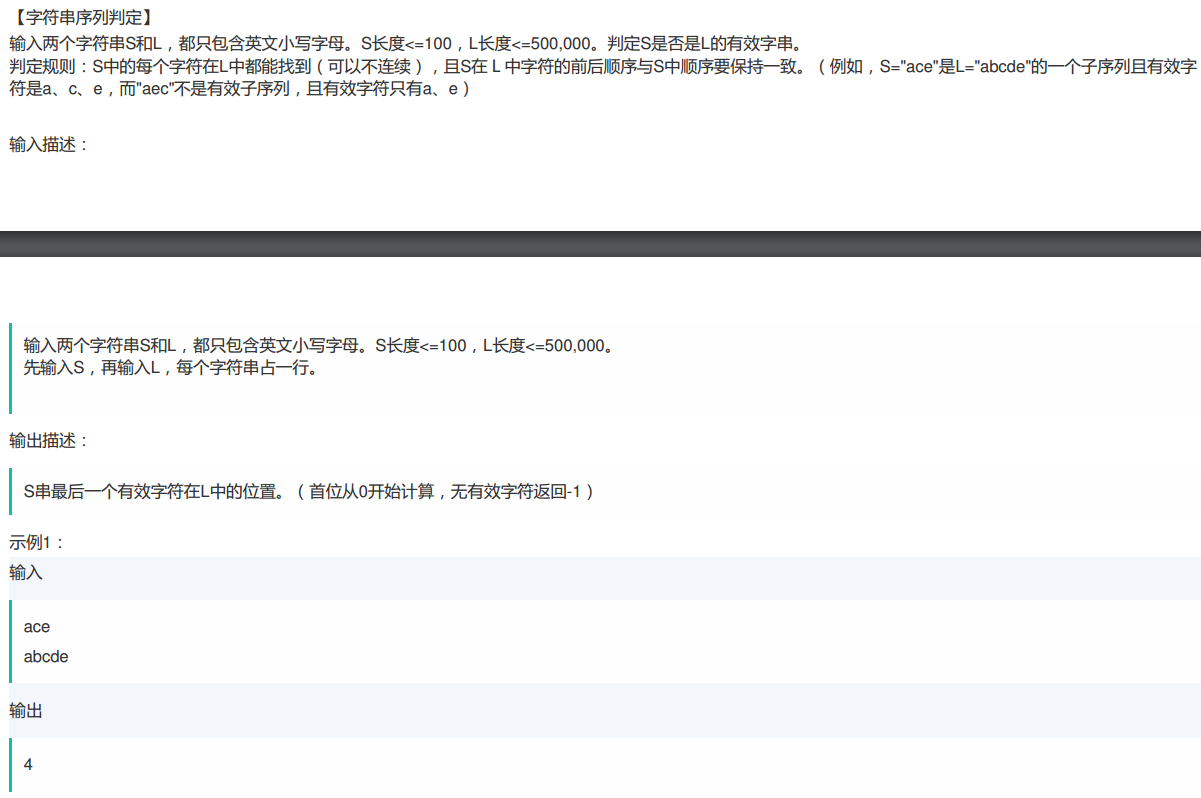 【字符串序列判定】
输入两个字符串S和L，都只包含英文小写字母。S长度<=100，L长度<=500,000。判定S是否是L的有效字串。
判定规则：S中的每个字符在L中都能找到（可以不连续），且S在 L 中字符的前后顺序与S中顺序要保持一致。（例如，S="ace"是L="abcde"的一个子序列且有效字
符是a、c、e，而"aec"不是有效子序列，且有效字符只有a、e）
输入描述：
输入两个字符串S和L，都只包含英文小写字母。S长度<=100，L长度<=500,000。
先输入S，再输入L，每个字符串占一行。
输出描述：
S串最后一个有效字符在L中的位置。（首位从0开始计算，无有效字符返回-1）
示例1：
输入
ace
abcde
输出
4